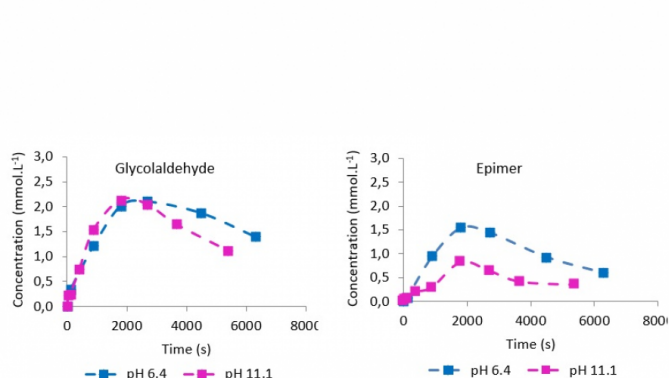 Glycolaldehyde
Concentration (mmol.L-1)
3,0
2,5
2,0
1,5
1,0
0,5
0,0
0 2000 4000 6000 8000
Time (s)
pH 6.4 pH 11.1
Epimer
Concentration (mmol.L-1)
3,0
2,5
2,0
1,5
1,0
0,5
0,0
0 2000 4000 6000 8000
Time (s)
pH 6.4 pH 11.1